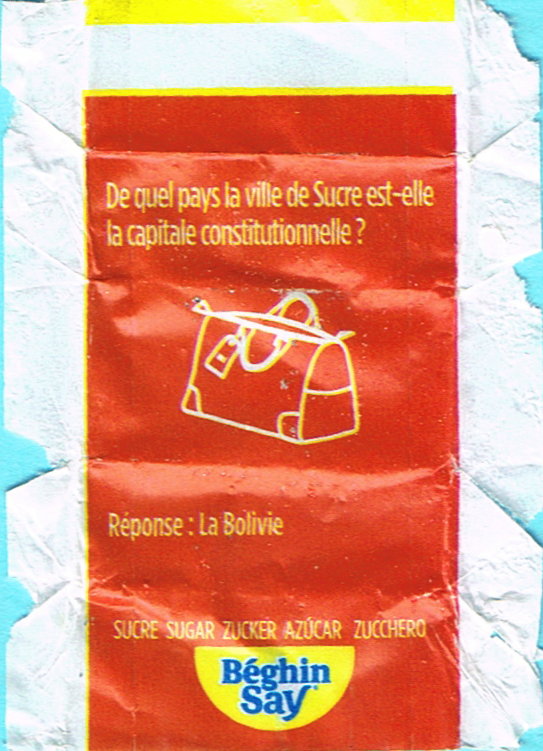 De quel pays la ville de Sucre est-elle
la capitale constitutionnelle ?
Réponse : La Bolivie
SUCRE SUGAR ZUCKER AZÚCAR ZUCCHERO
Béghin
Say